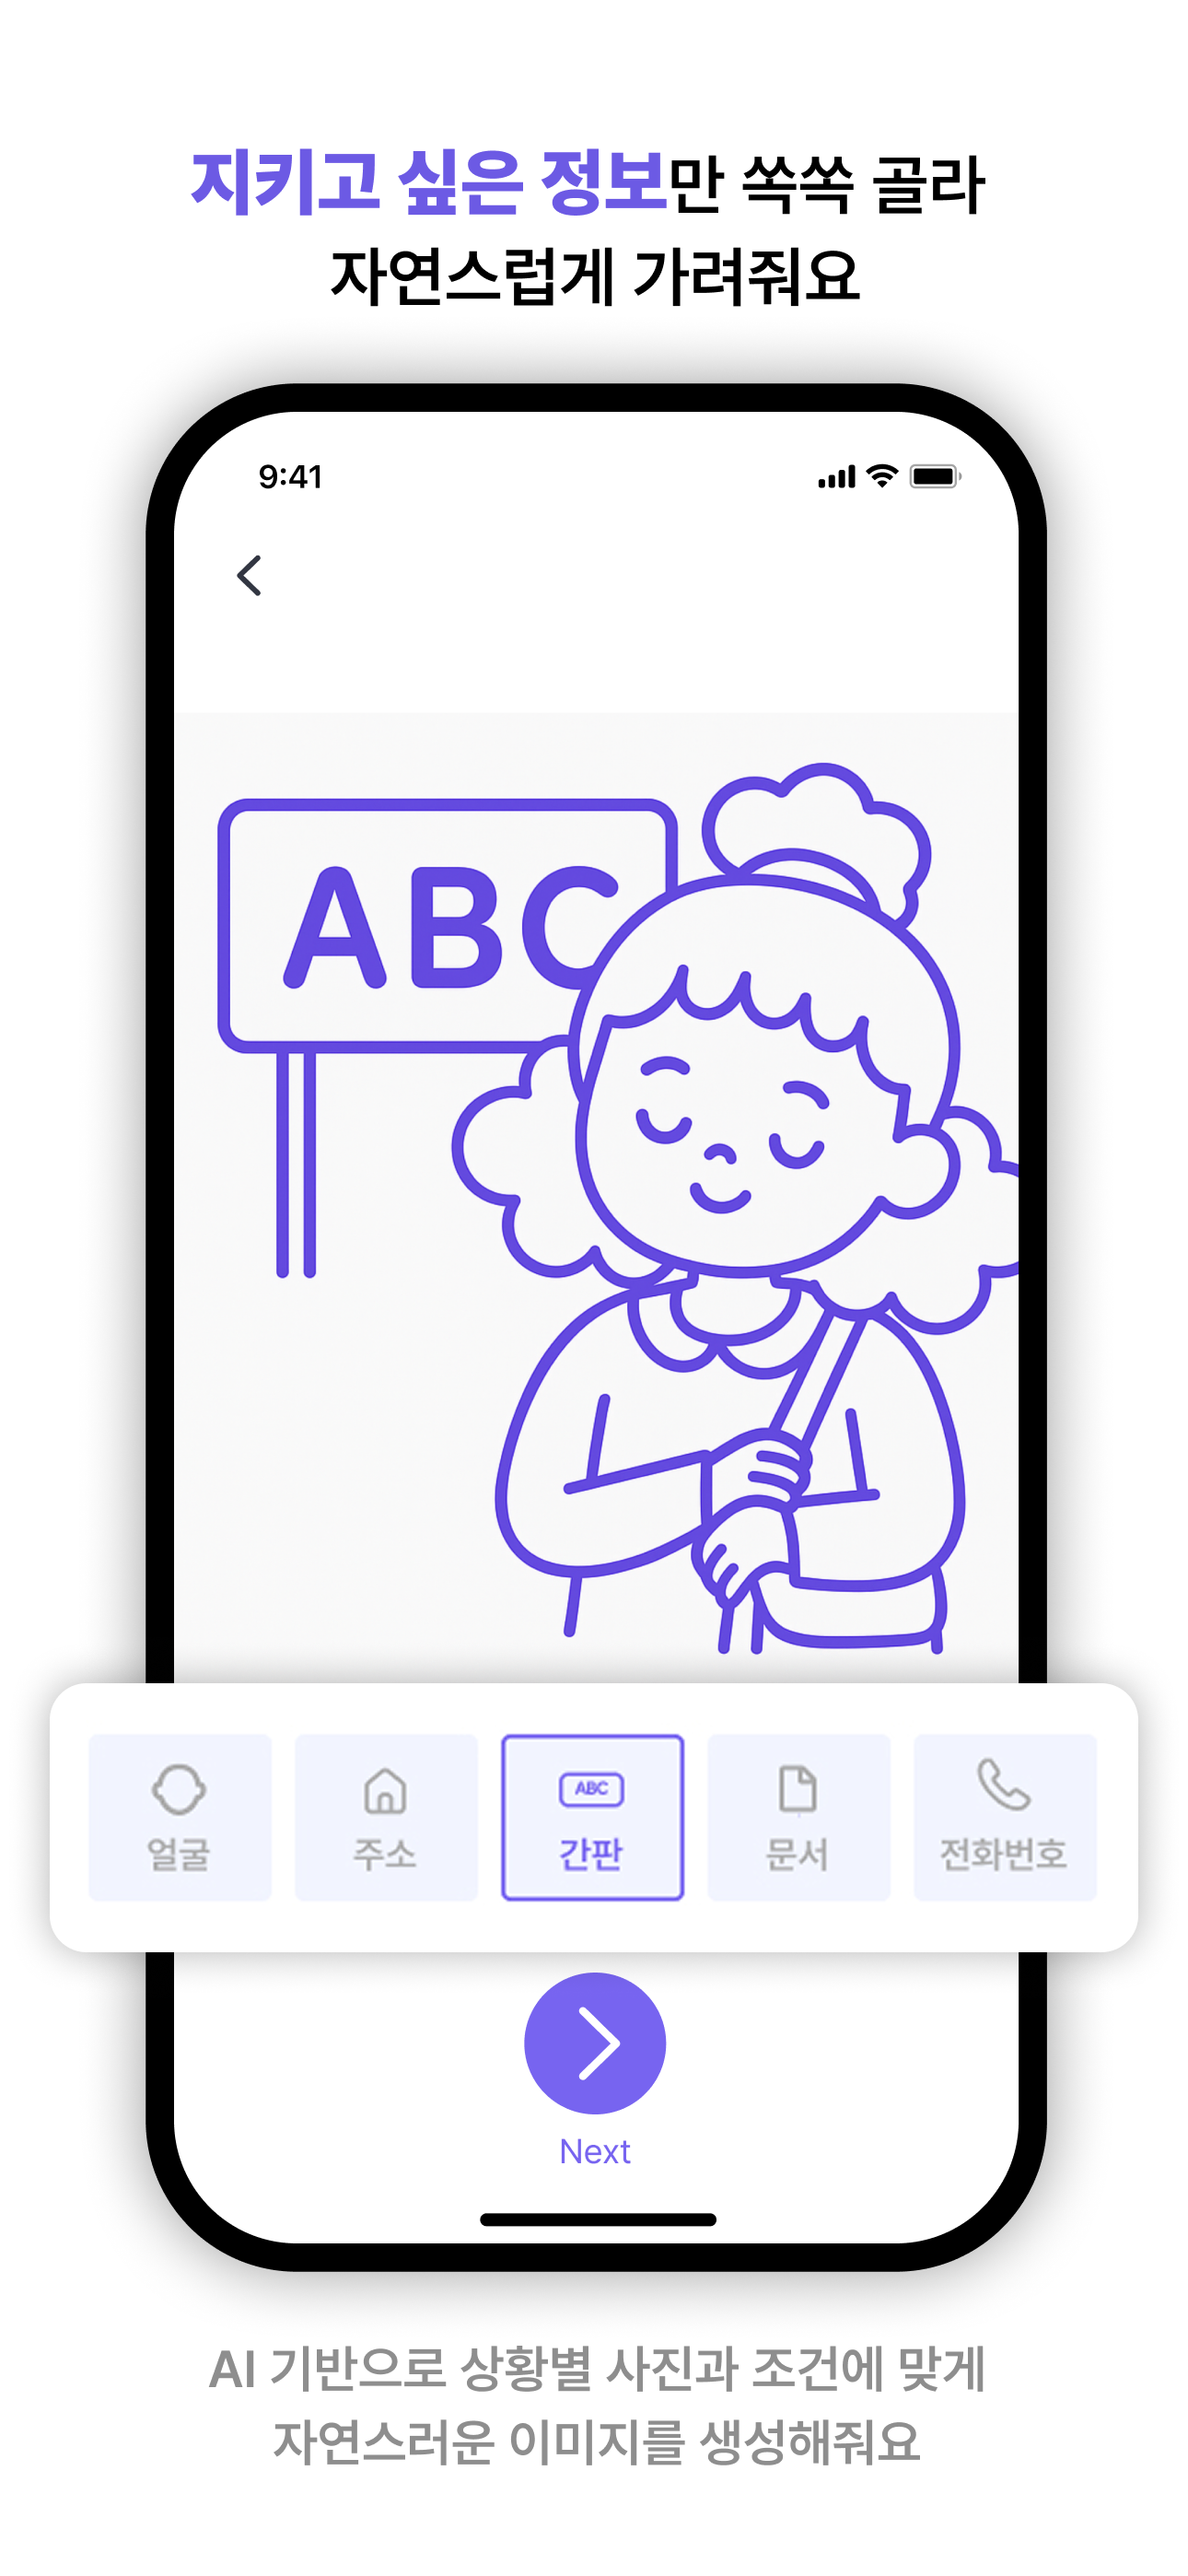 지키고 싶은 정보만 쏙쏙 골라
자연스럽게 가려줘요
9:41
ABC
얼굴
주소
ABC
간판
문서
전화번호
Next
AI 기반으로 상황별 사진과 조건에 맞게
자연스러운 이미지를 생성해줘요